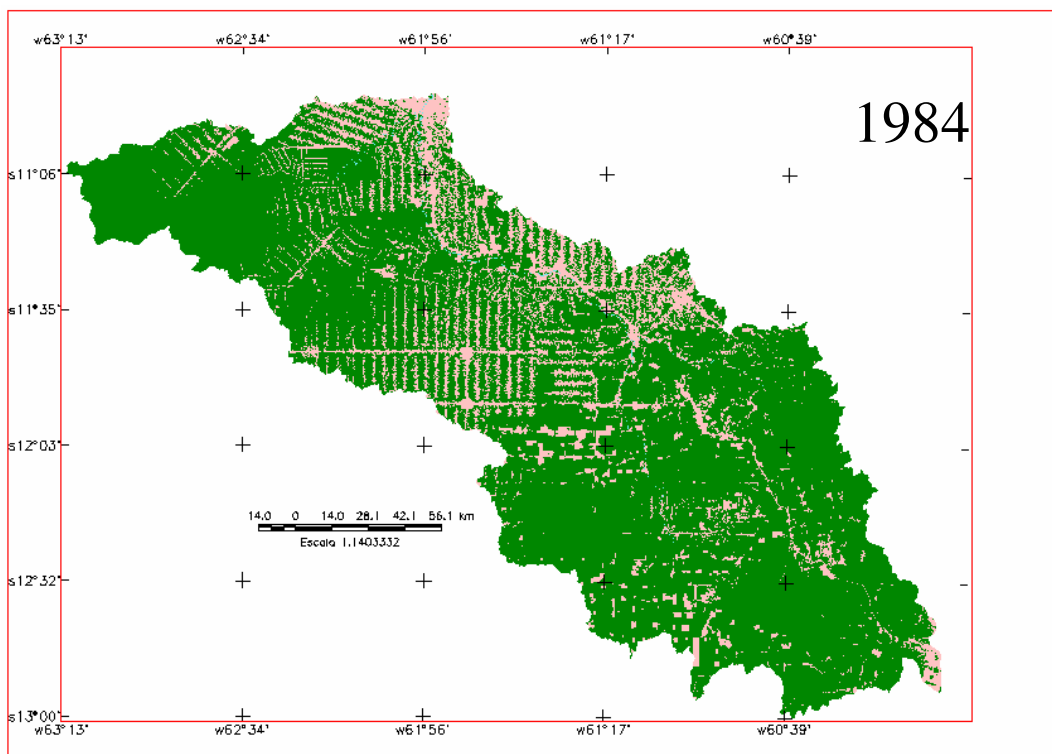 w63°13' w62°34' w61°56' w61°17' w60°39'
1984
s11°06'
s11°35'
s12°03'
14.0 0 14.0 28.1 42.1 56.1 km
Escala 1.1403332
s12°32'
s13°00'
w63°13' w62°34' w61°56' w61°17' w60°39'